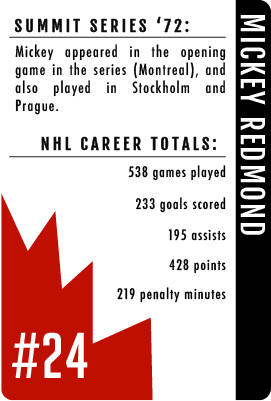 SUMMIT SERIES ‘72:
Mickey appeared in the opening
game in the series (Montreal), and
also played in Stockholm and
Prague.
NHL CAREER TOTALS:
538 games played
233 goals scored
195 assists
428 points
219 penalty minutes
#24
MICKEY REDMOND